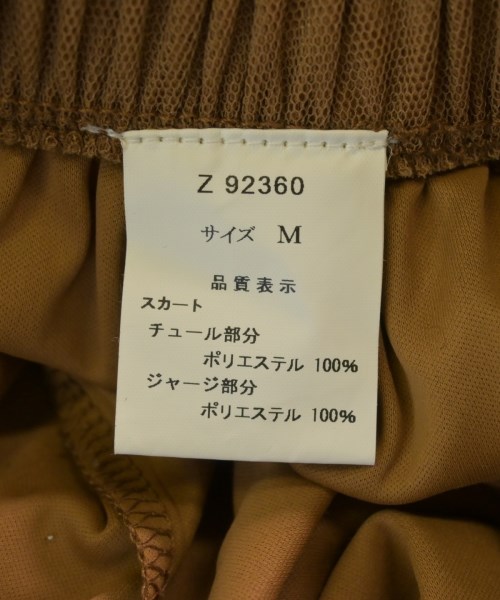 Z 92360
サイズ M
品質表示
スカート
チュール部分
ポリエステル 100%
ジャージ部分
ポリエステル 100%